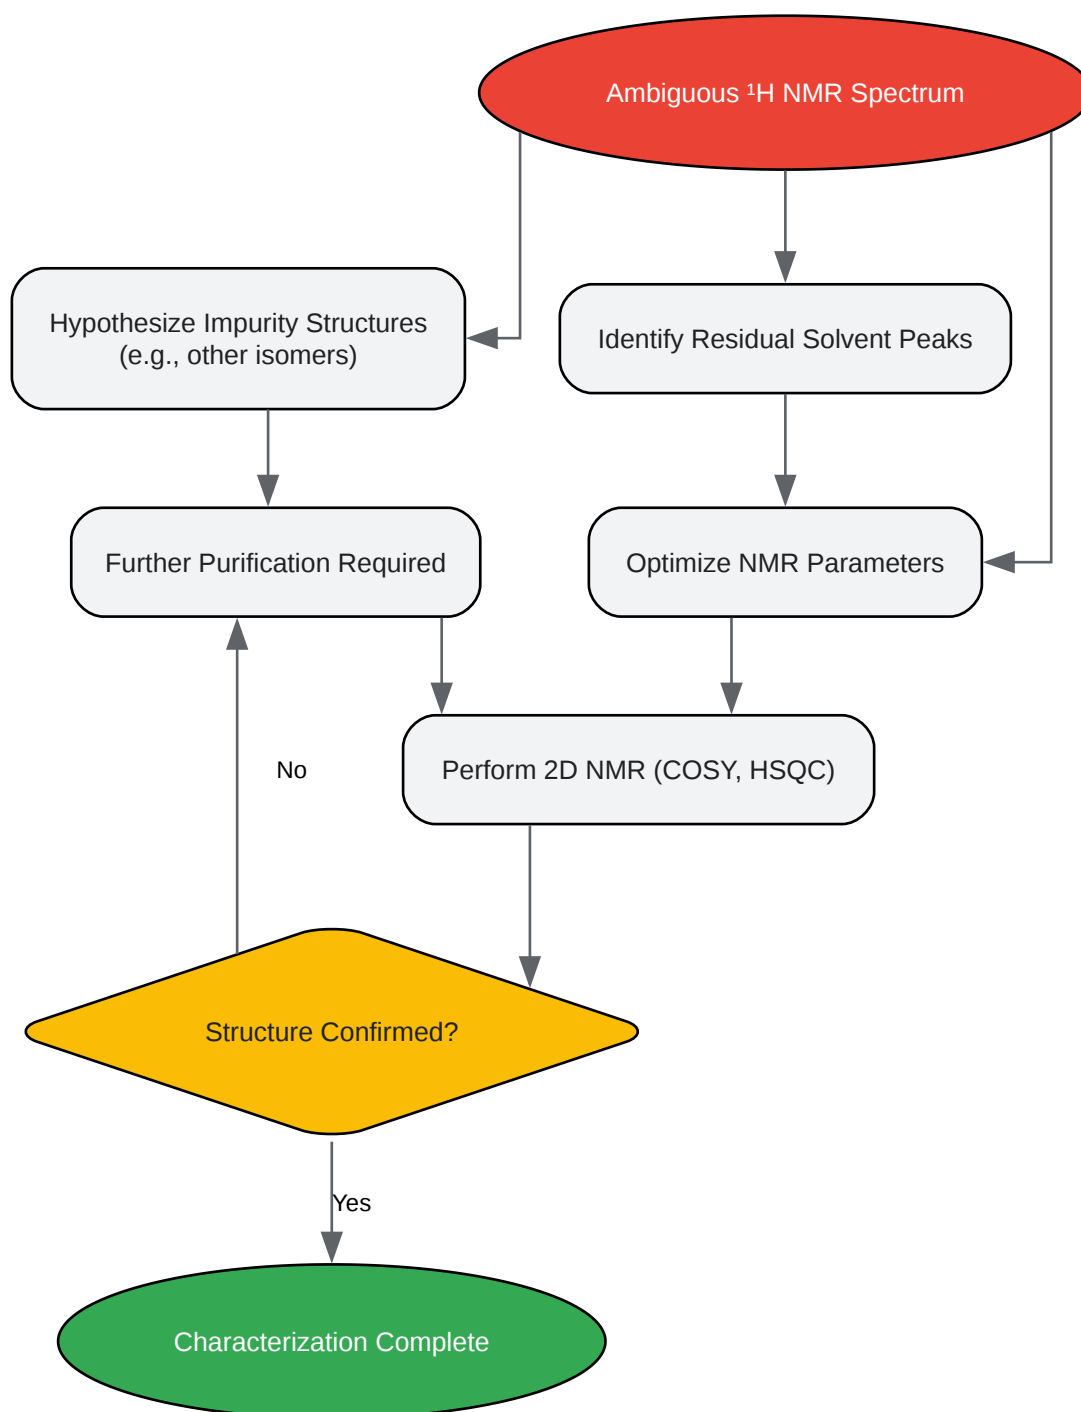 Ambiguous ¹H NMR Spectrum
Hypothesize Impurity Structures
(e.g., other isomers)
Identify Residual Solvent Peaks
Further Purification Required
Optimize NMR Parameters
Perform 2D NMR (COSY, HSQC)
No
Structure Confirmed?
Yes
Characterization Complete